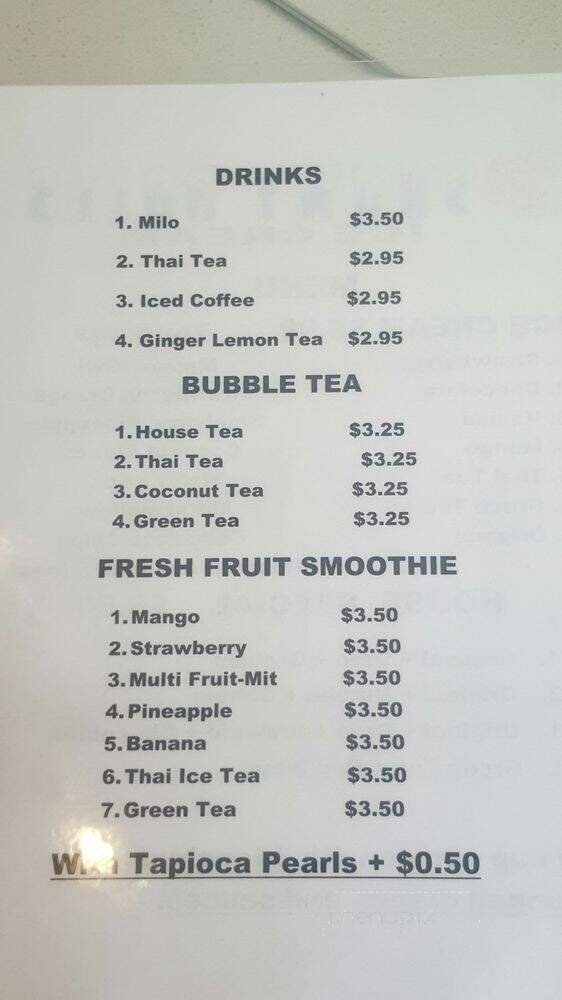 DRINKS
1. Milo $3.50
2. Thai Tea $2.95
3. Iced Coffee $2.95
4. Ginger Lemon Tea $2.95
BUBBLE TEA
1. House Tea $3.25
2. Thai Tea $3.25
3. Coconut Tea $3.25
4. Green Tea $3.25
FRESH FRUIT SMOOTHIE
1. Mango $3.50
2. Strawberry $3.50
3. Multi Fruit-Mit $3.50
4. Pineapple $3.50
5. Banana $3.50
6. Thai Ice Tea $3.50
7. Green Tea $3.50
With Tapioca Pearls + $0.50
menupix